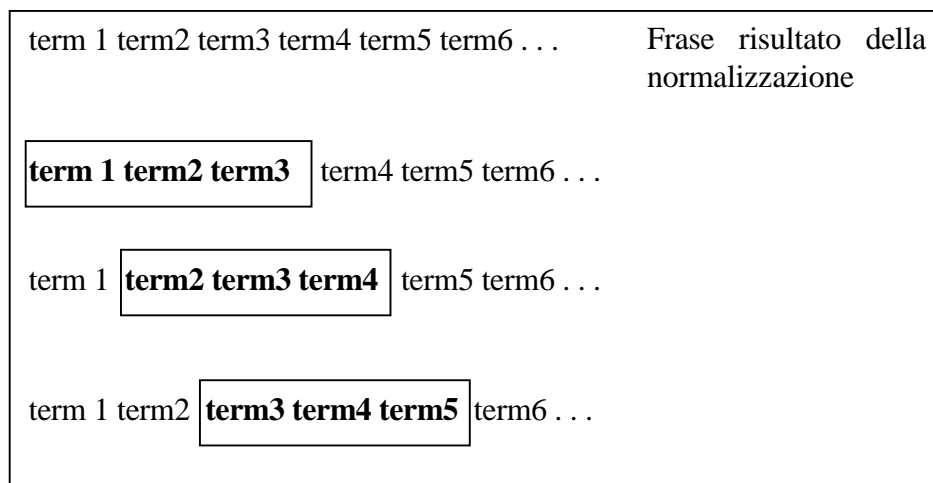 term 1 term2 term3 term4 term5 term6 . . .
Frase risultato della
normalizzazione
term 1 term2 term3 term4 term5 term6 . . .
term 1 term2 term3 term4 term5 term6 . . .
term 1 term2 term3 term4 term5 term6 . . .